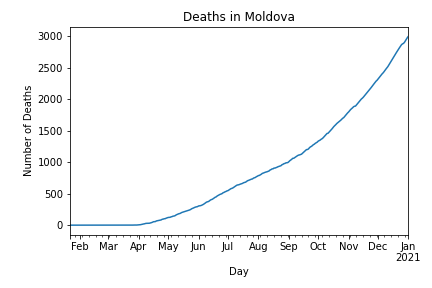 Deaths in Moldova
Number of Deaths
3000
2500
2000
1500
1000
500
0
Feb Mar Apr May Jun Jul Aug Sep Oct Nov Dec Jan
2021
Day